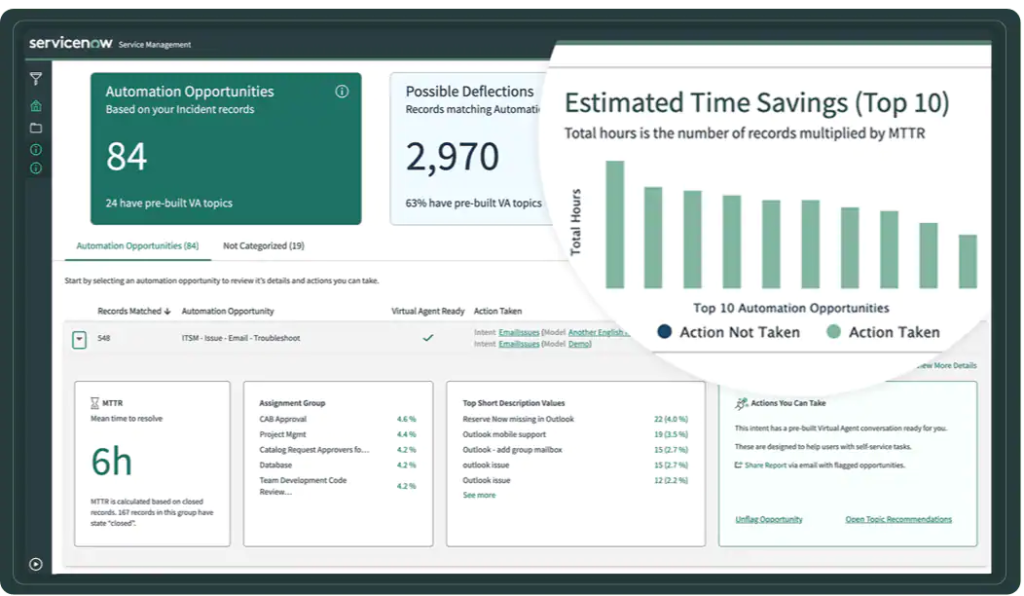 servicenow Service Management
Automation Opportunities
Based on your Incident records
84
24 have pre-built VA topics
Possible Deflections
Records matching Automati
2,970
63% have pre-built VA topics
Estimated Time Savings (Top 10)
Total hours is the number of records multiplied by MTTR
Total Hours
Top 10 Automation Opportunities
Action Not Taken
Action Taken
Automation Opportunities (84)
Not Categorized (19)
Start by selecting an automation opportunity to review it's details and actions you can take.
Records Matched Automation Opportunity Virtual Agent Ready Action Taken
548 ITSM - Issue - Email - Troubleshoot
Intent EmailIssues (Model Another English
Intent EmailIssues (Model Demo)
View More Details
MTTR
Mean time to resolve
6h
MTTR is calculated based on closed
records. 167 records in this group have
state "closed".
Assignment Group
CAB Approval 4.6 %
Project Mgmt 4.4 %
Catalog Request Approvers fo... 4.2 %
Database 4.2 %
Team Development Code
Review... 4.2 %
Top Short Description Values
Reserve Now missing in Outlook 22 (4.0 %)
Outlook mobile support 19 (3.5 %)
Outlook - add group mailbox 15 (2.7 %)
outlook issue 15 (2.7 %)
Outlook issue 12 (2.2 %)
See more
Actions You Can Take
This intent has a pre-built Virtual Agent conversation ready for you.
These are designed to help users with self-service tasks.
Share Report via email with flagged opportunities.
Unflag Opportunity
Open Topic Recommendations